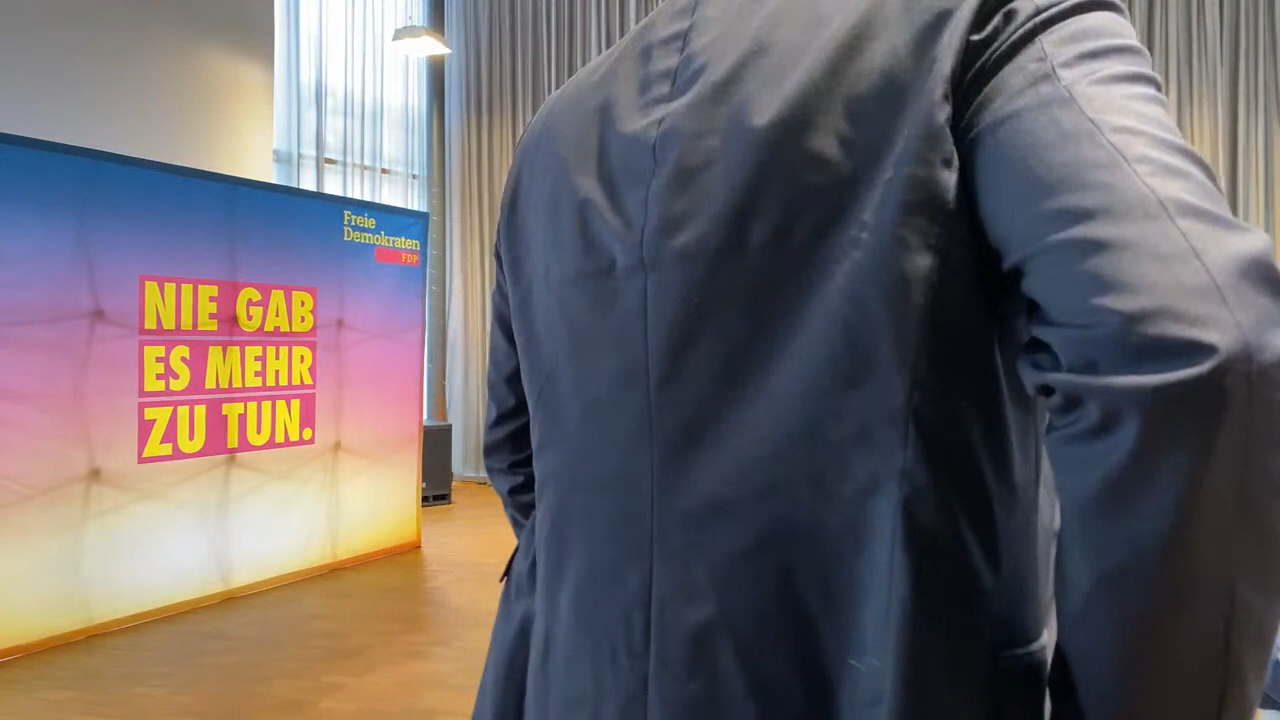 Freie
Demokraten
FDP
NIE GAB
ES MEHR
ZU TUN.